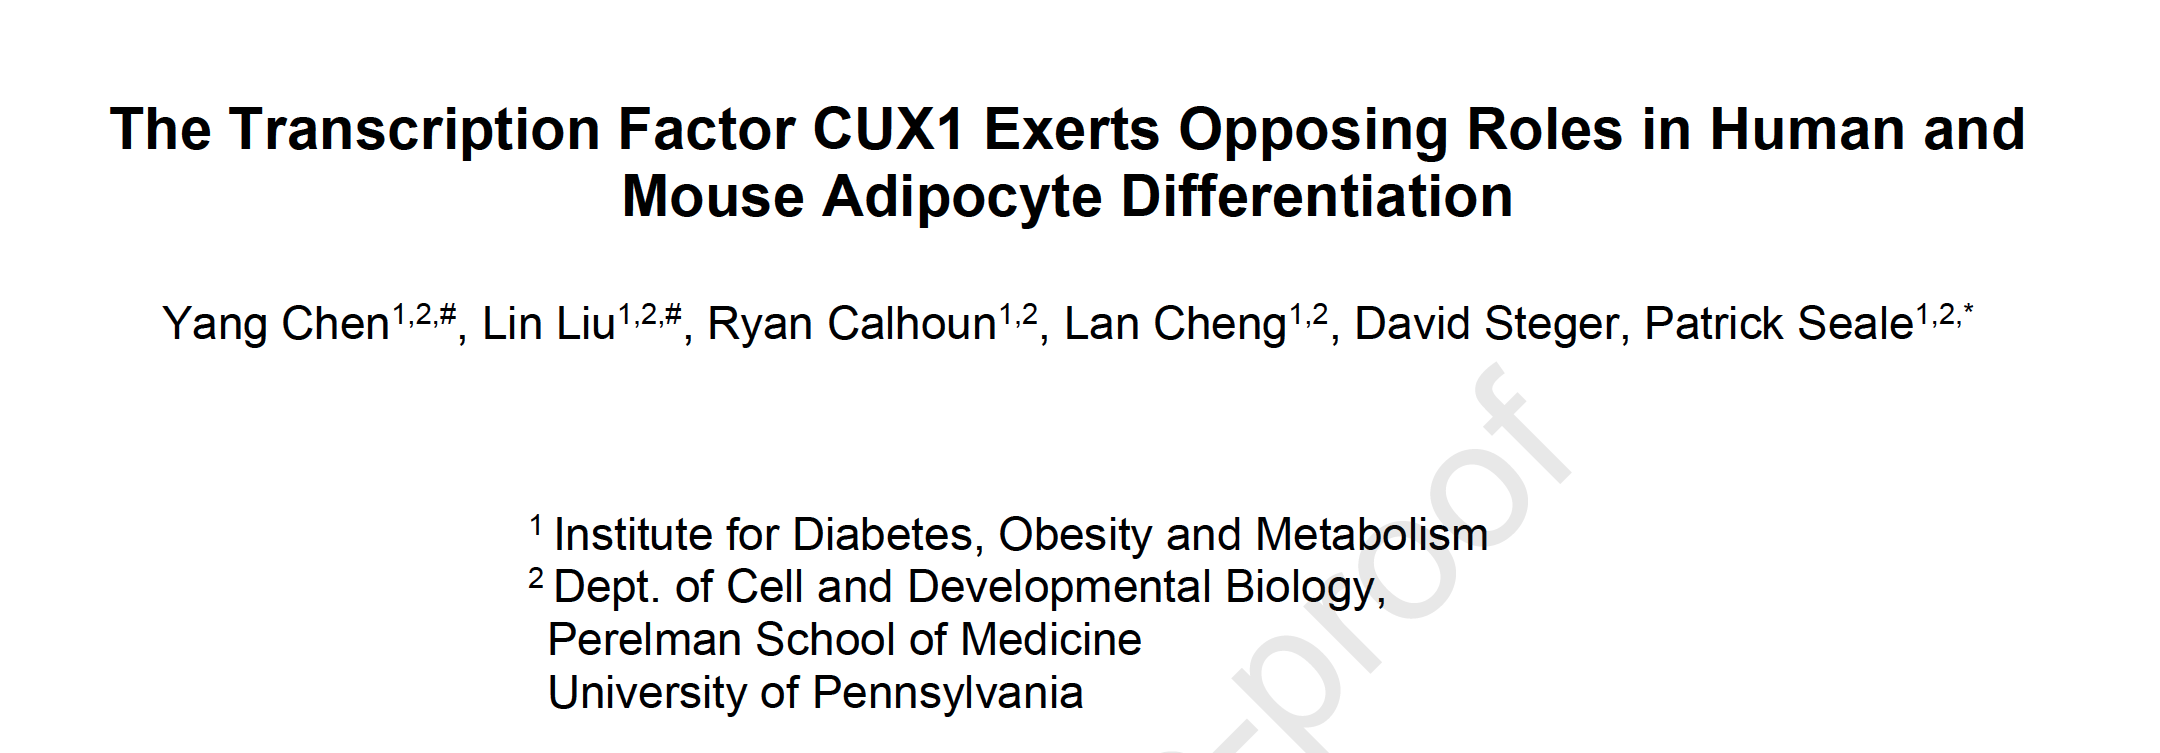 The Transcription Factor CUX1 Exerts Opposing Roles in Human and
Mouse Adipocyte Differentiation
Yang Chen1,2,#, Lin Liu1,2,#, Ryan Calhoun1,2, Lan Cheng1,2, David Steger, Patrick Seale1,2,*
1 Institute for Diabetes, Obesity and Metabolism
2 Dept. of Cell and Developmental Biology,
Perelman School of Medicine
University of Pennsylvania
-proof